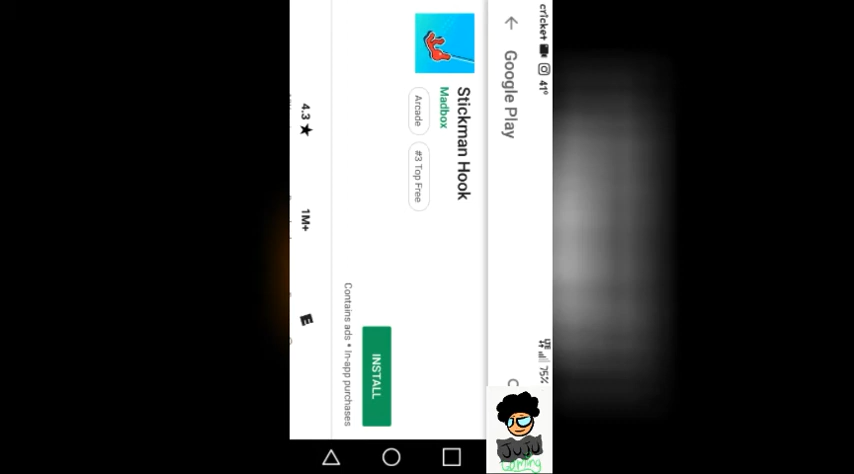 cricket 41° LTE 75%
Google Play
Stickman Hook
Madbox
Arcade #3 Top Free
INSTALL
Contains ads • In-app purchases
4.3 ★ 1M+ E
JUJU
Gaming